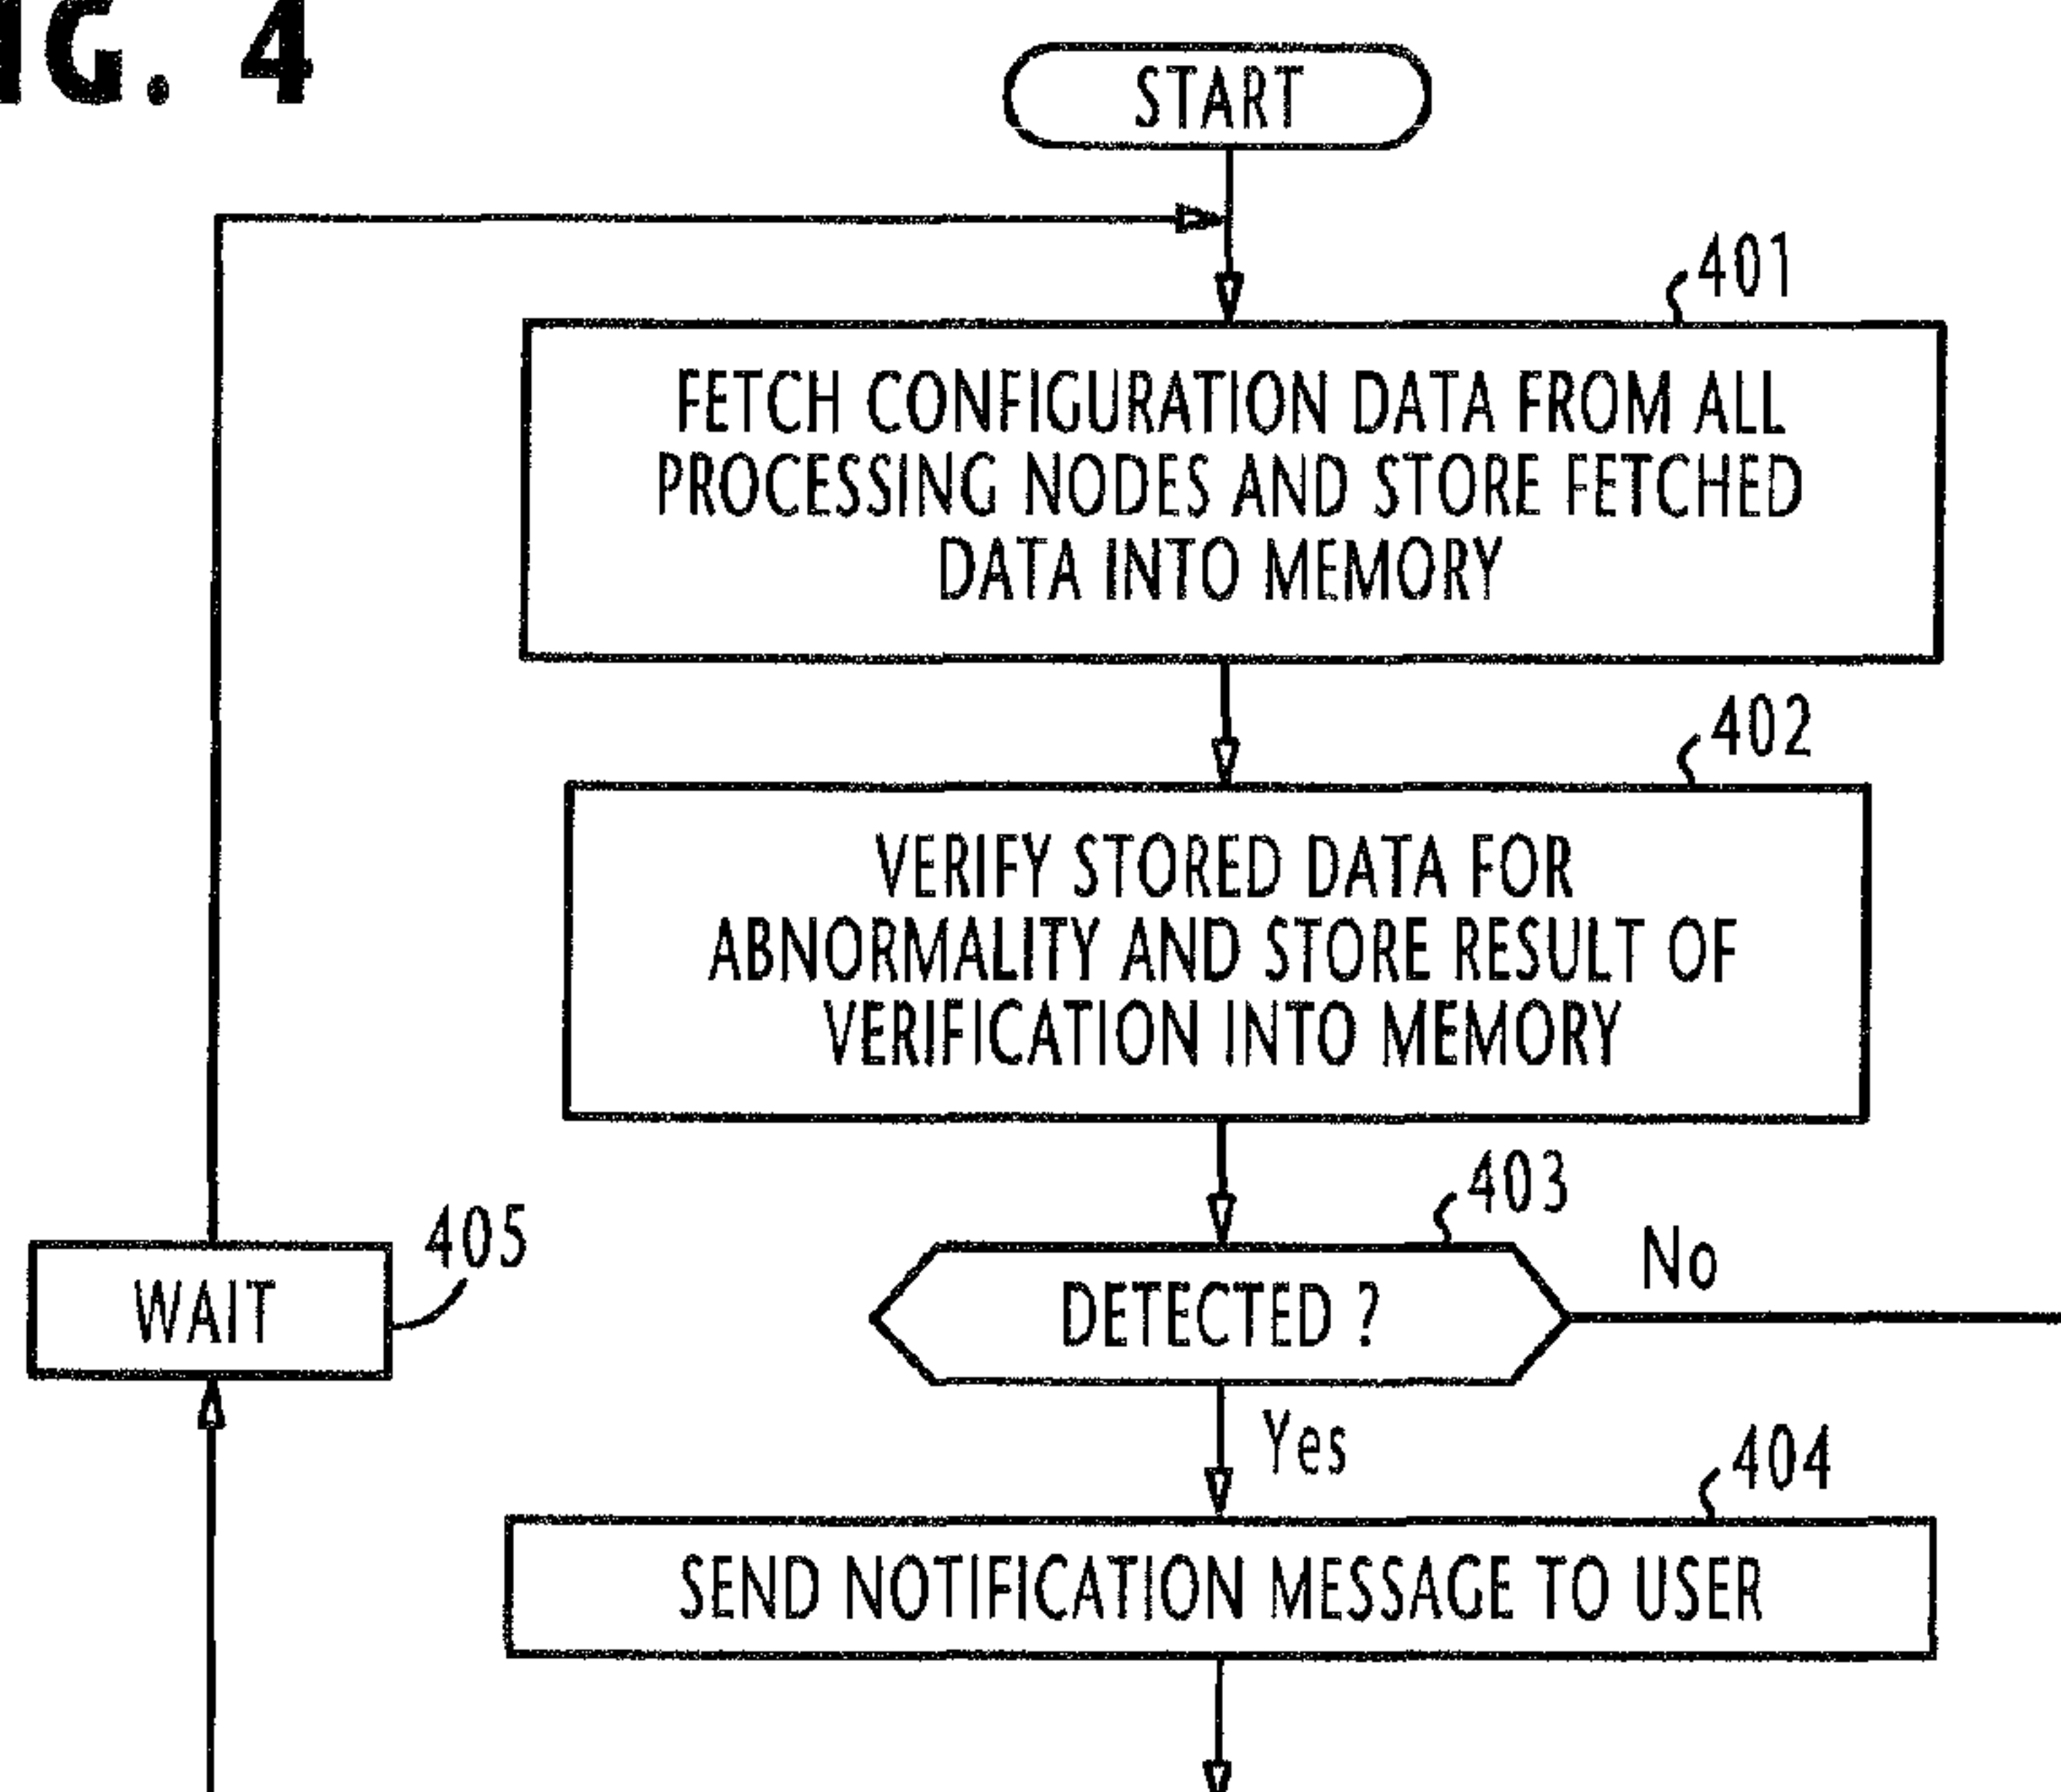 IG. 4
START
401
FETCH CONFIGURATION DATA FROM ALL
PROCESSING NODES AND STORE FETCHED
DATA INTO MEMORY
402
VERIFY STORED DATA FOR
ABNORMALITY AND STORE RESULT OF
VERIFICATION INTO MEMORY
403
DETECTED ?
No
Yes
405
WAIT
404
SEND NOTIFICATION MESSAGE TO USER